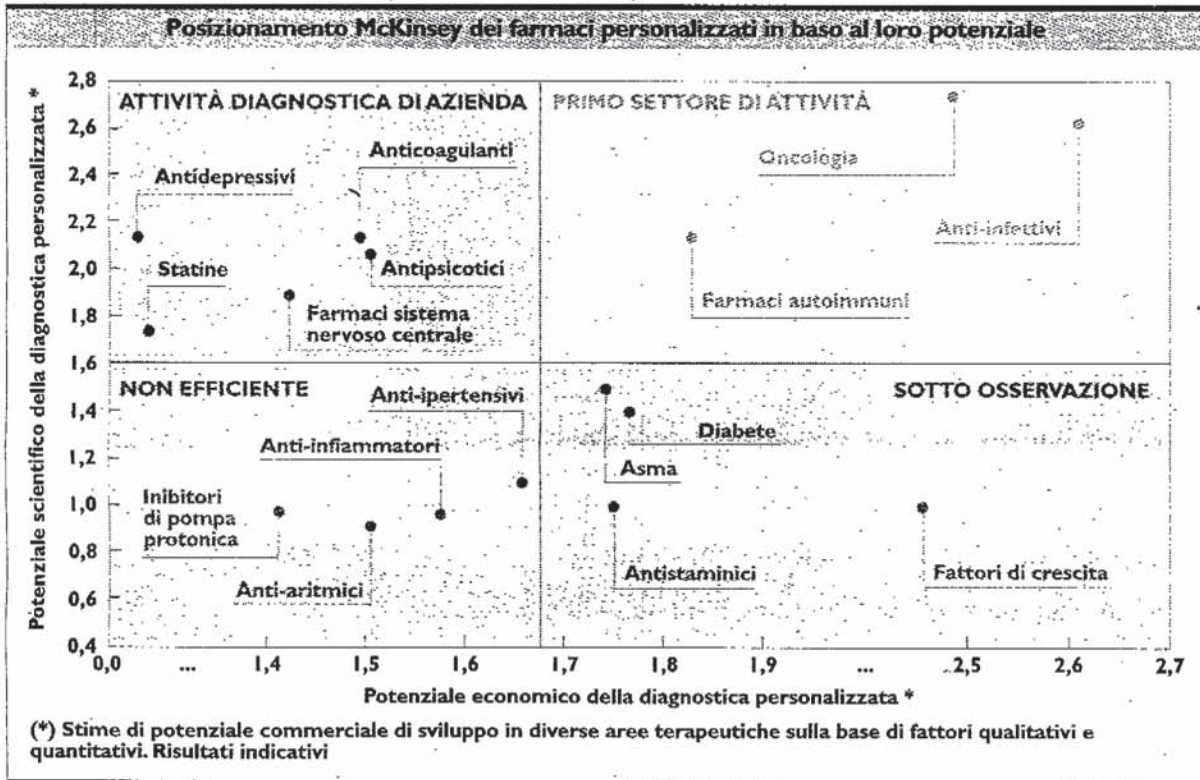 Posizionamento McKinsey dei farmaci personalizzati in baso al loro potenziale
Potenziale scientifico della diagnostica personalizzata *
2,8
2,6
2,4
2,2
2,0
1,8
1,6
1,4
1,2
1,0
0,8
0,6
0,4
ATTIVITÀ DIAGNOSTICA DI AZIENDA
Anticoagulanti
Antidepressivi
Statine
Antipsicotici
Farmaci sistema
nervoso centrale
PRIMO SETTORE DI ATTIVITÀ
Oncologia
Anti-infettivi
Farmaci autoimmuni
NON EFFICIENTE
Anti-ipertensivi
Anti-infiammatori
Inibitori
di pompa
protonica
Anti-aritmici
SOTTO OSSERVAZIONE
Diabete
Asma
Antistaminici
Fattori di crescita
0,0 ... 1,4 1,5 1,6 1,7 1,8 1,9 ... 2,5 2,6 2,7
Potenziale economico della diagnostica personalizzata *
(*) Stime di potenziale commerciale di sviluppo in diverse aree terapeutiche sulla base di fattori qualitativi e
quantitativi. Risultati indicativi